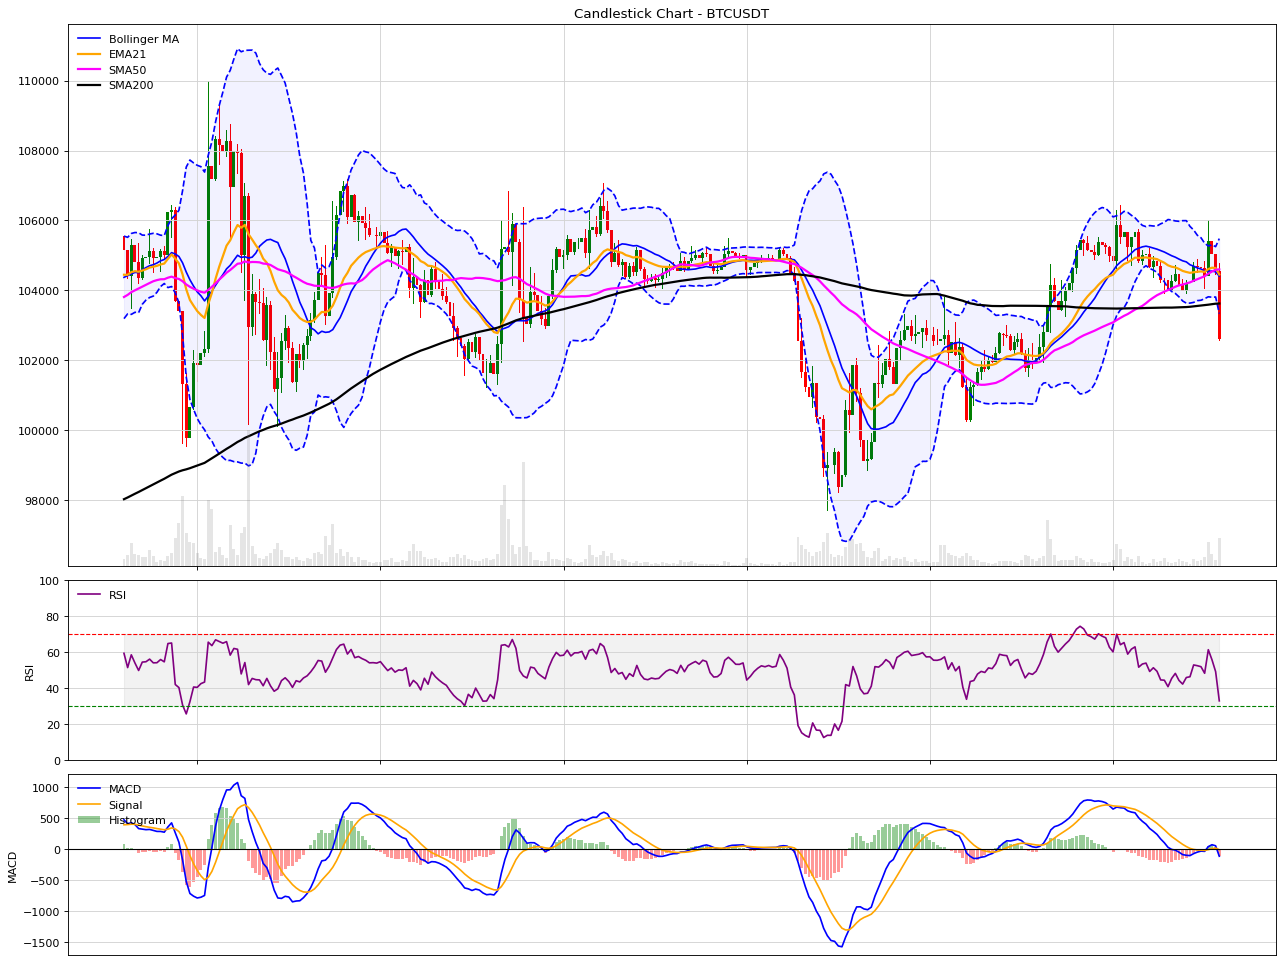 Candlestick Chart - BTCUSDT
Bollinger MA
EMA21
SMA50
SMA200
110000
108000
106000
104000
102000
100000
98000
RSI
100
80
60
40
20
0
RSI
MACD
Signal
Histogram
1000
500
0
−500
−1000
−1500
MACD